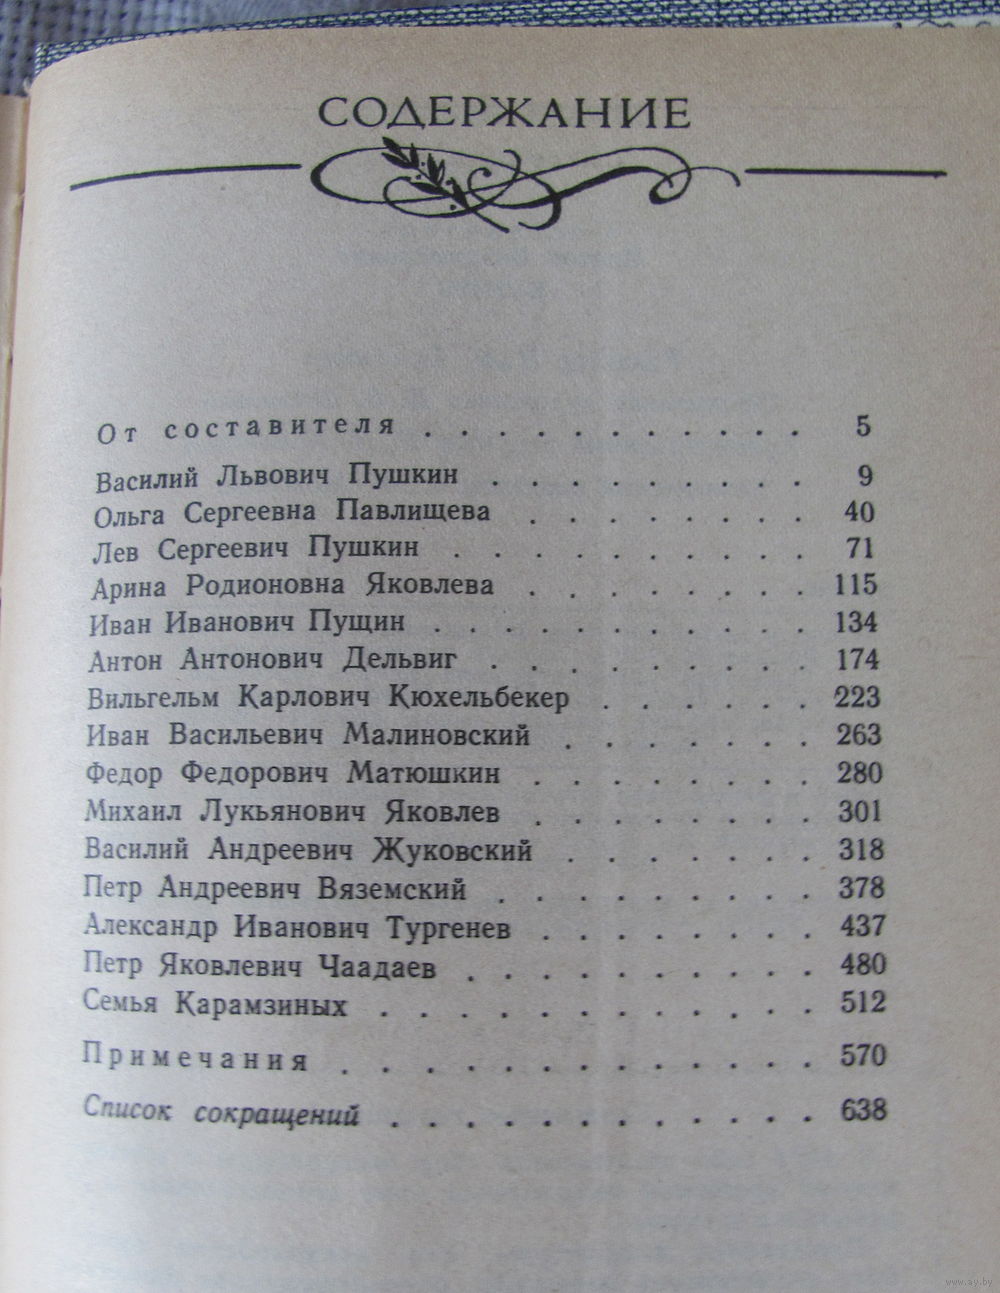 СОДЕРЖАНИЕ
От составителя . . . . . . . . . . . 5
Василий Львович Пушкин . . . . . . . . . 9
Ольга Сергеевна Павлищева . . . . . . . . 40
Лев Сергеевич Пушкин . . . . . . . . . . 71
Арина Родионовна Яковлева . . . . . . . . 115
Иван Иванович Пущин . . . . . . . . . . . 134
Антон Антонович Дельвиг . . . . . . . . . 174
Вильгельм Карлович Кюхельбекер . . . . . . 223
Иван Васильевич Малиновский . . . . . . . 263
Федор Федорович Матюшкин . . . . . . . . 280
Михаил Лукьянович Яковлев . . . . . . . . 301
Василий Андреевич Жуковский . . . . . . . 318
Петр Андреевич Вяземский . . . . . . . . . 378
Александр Иванович Тургенев . . . . . . . . 437
Петр Яковлевич Чаадаев . . . . . . . . . . 480
Семья Карамзиных . . . . . . . . . . . . 512
Примечания . . . . . . . . . . . . . 570
Список сокращений . . . . . . . . . . . . 638
www.ay.by